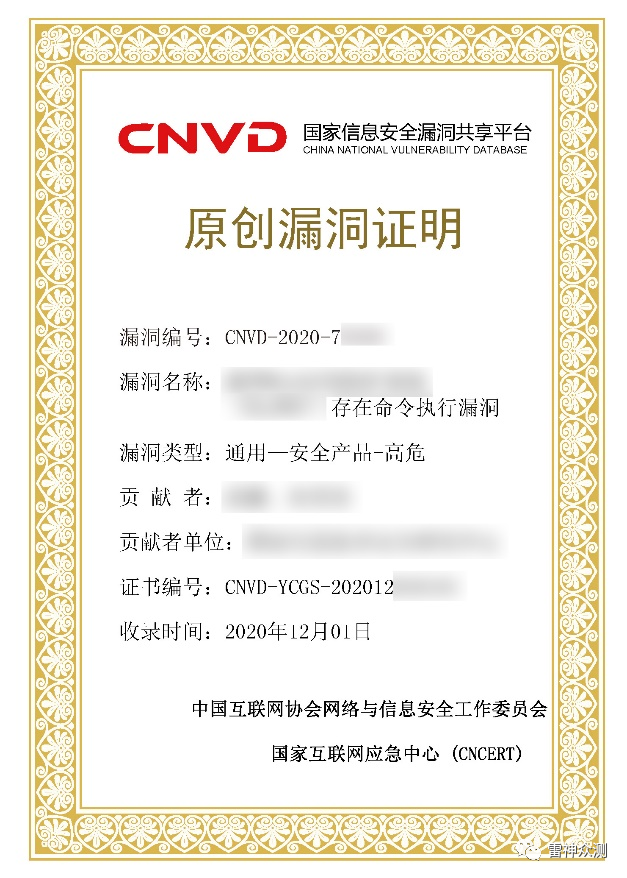 CNVD 国家信息安全漏洞共享平台
CHINA NATIONAL VULNERABILITY DATABASE
原创漏洞证明
漏洞编号：CNVD-2020-7
漏洞名称：
存在命令执行漏洞
漏洞类型：通用—安全产品-高危
贡 献 者：
贡献者单位：
证书编号：CNVD-YCGS-202012
收录时间：2020年12月01日
中国互联网协会网络与信息安全工作委员会
国家互联网应急中心 (CNCERT)
雷神众测